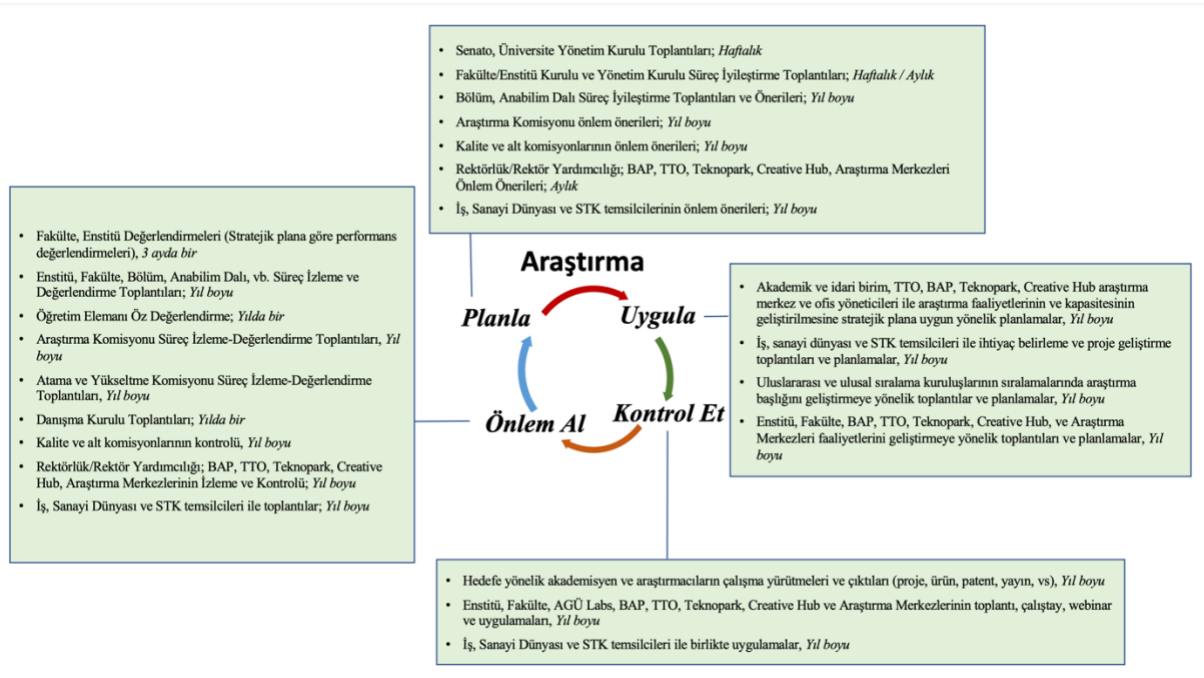 • Senato, Üniversite Yönetim Kurulu Toplantıları; Haftalık
• Fakülte/Enstitü Kurulu ve Yönetim Kurulu Süreç İyileştirme Toplantıları; Haftalık / Aylık
• Bölüm, Anabilim Dalı Süreç İyileştirme Toplantıları ve Önerileri; Yıl boyu
• Araştırma Komisyonu önlem önerileri; Yıl boyu
• Kalite ve alt komisyonlarının önlem önerileri; Yıl boyu
• Rektörlük/Rektör Yardımcılığı; BAP, TTO, Teknopark, Creative Hub, Araştırma Merkezleri
Önlem Önerileri; Aylık
• İş, Sanayi Dünyası ve STK temsilcilerinin önlem önerileri; Yıl boyu
• Fakülte, Enstitü Değerlendirmeleri (Stratejik plana göre performans
değerlendirmeleri), 3 ayda bir
• Enstitü, Fakülte, Bölüm, Anabilim Dalı, vb. Süreç İzleme ve
Değerlendirme Toplantıları; Yıl boyu
• Öğretim Elemanı Öz Değerlendirme; Yılda bir
• Araştırma Komisyonu Süreç İzleme-Değerlendirme Toplantıları, Yıl
boyu
• Atama ve Yükseltme Komisyonu Süreç İzleme-Değerlendirme
Toplantıları, Yıl boyu
• Danışma Kurulu Toplantıları; Yılda bir
• Kalite ve alt komisyonlarının kontrolü, Yıl boyu
• Rektörlük/Rektör Yardımcılığı; BAP, TTO, Teknopark, Creative
Hub, Araştırma Merkezlerinin İzleme ve Kontrolü; Yıl boyu
• İş, Sanayi Dünyası ve STK temsilcileri ile toplantılar; Yıl boyu
Araştırma
Planla
Uygula
Önlem Al
Kontrol Et
• Akademik ve idari birim, TTO, BAP, Teknopark, Creative Hub araştırma
merkez ve ofis yöneticileri ile araştırma faaliyetlerinin ve kapasitesinin
geliştirilmesine stratejik plana uygun yönelik planlamalar, Yıl boyu
• İş, sanayi dünyası ve STK temsilcileri ile ihtiyaç belirleme ve proje geliştirme
toplantıları ve planlamalar, Yıl boyu
• Uluslararası ve ulusal sıralama kuruluşlarının sıralamalarında araştırma
başlığını geliştirmeye yönelik toplantılar ve planlamalar, Yıl boyu
• Enstitü, Fakülte, BAP, TTO, Teknopark, Creative Hub, ve Araştırma
Merkezleri faaliyetlerini geliştirmeye yönelik toplantıları ve planlamalar, Yıl
boyu
• Hedefe yönelik akademisyen ve araştırmacıların çalışma yürütmeleri ve çıktıları (proje, ürün, patent, yayın, vs), Yıl boyu
• Enstitü, Fakülte, AGÜ Labs, BAP, TTO, Teknopark, Creative Hub ve Araştırma Merkezlerinin toplantı, çalıştay, webinar
ve uygulamaları, Yıl boyu
• İş, Sanayi Dünyası ve STK temsilcileri ile birlikte uygulamalar, Yıl boyu